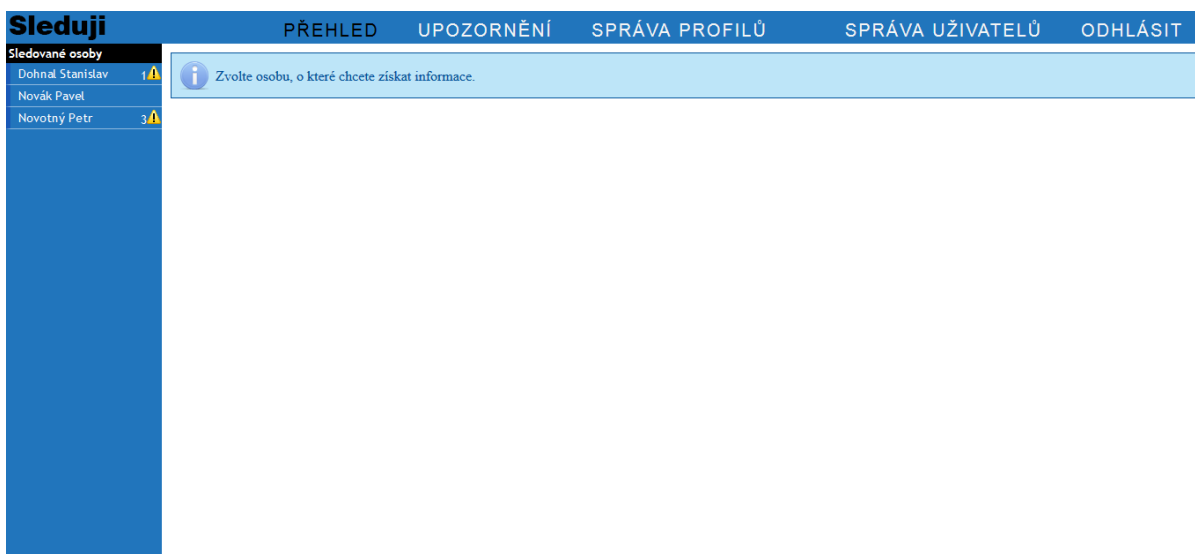 Sleduji
PŘEHLED UPOZORNĚNÍ SPRÁVA PROFILŮ SPRÁVA UŽIVATELŮ ODHLÁSIT
Sledované osoby
Dohnal Stanislav 1
Novák Pavel
Novotný Petr 3
Zvolte osobu, o které chcete získat informace.